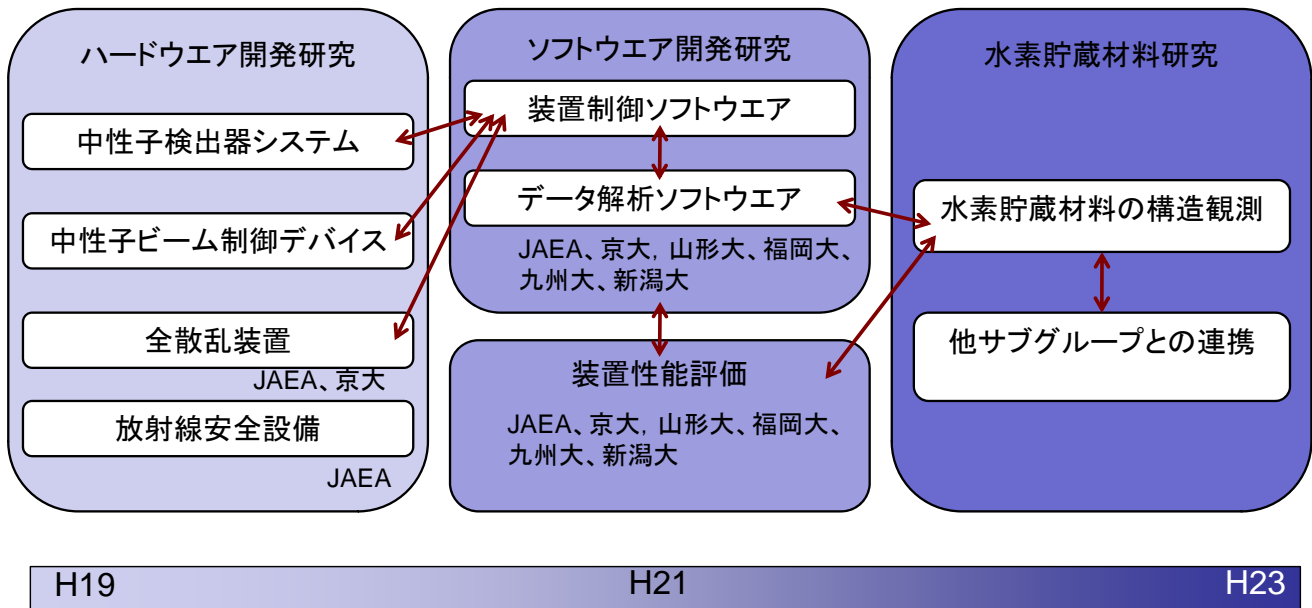 ハードウエア開発研究
中性子検出器システム
中性子ビーム制御デバイス
全散乱装置
JAEA、京大
放射線安全設備
JAEA
ソフトウエア開発研究
装置制御ソフトウエア
データ解析ソフトウエア
JAEA、京大, 山形大、福岡大、
九州大、新潟大
装置性能評価
JAEA、京大, 山形大、福岡大、
九州大、新潟大
水素貯蔵材料研究
水素貯蔵材料の構造観測
他サブグループとの連携
H19
H21
H23